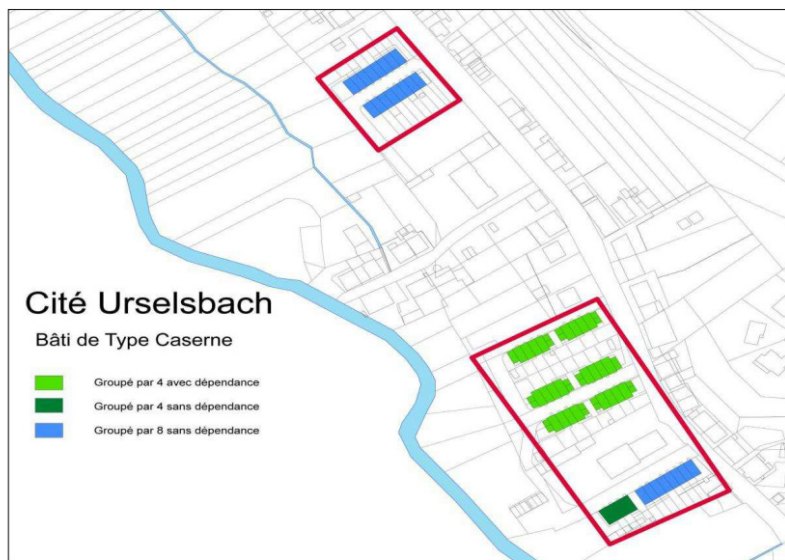 Cité Urselsbach
Bâti de Type Caserne
Groupé par 4 avec dépendance
Groupé par 4 sans dépendance
Groupé par 8 sans dépendance